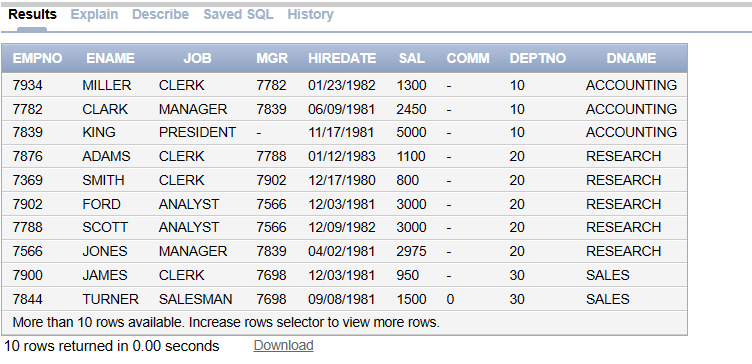 Results Explain Describe Saved SQL History
EMPNO ENAME JOB MGR HIREDATE SAL COMM DEPTNO DNAME
7934 MILLER CLERK 7782 01/23/1982 1300 - 10 ACCOUNTING
7782 CLARK MANAGER 7839 06/09/1981 2450 - 10 ACCOUNTING
7839 KING PRESIDENT - 11/17/1981 5000 - 10 ACCOUNTING
7876 ADAMS CLERK 7788 01/12/1983 1100 - 20 RESEARCH
7369 SMITH CLERK 7902 12/17/1980 800 - 20 RESEARCH
7902 FORD ANALYST 7566 12/03/1981 3000 - 20 RESEARCH
7788 SCOTT ANALYST 7566 12/09/1982 3000 - 20 RESEARCH
7566 JONES MANAGER 7839 04/02/1981 2975 - 20 RESEARCH
7900 JAMES CLERK 7698 12/03/1981 950 - 30 SALES
7844 TURNER SALESMAN 7698 09/08/1981 1500 0 30 SALES
More than 10 rows available. Increase rows selector to view more rows.
10 rows returned in 0.00 seconds Download